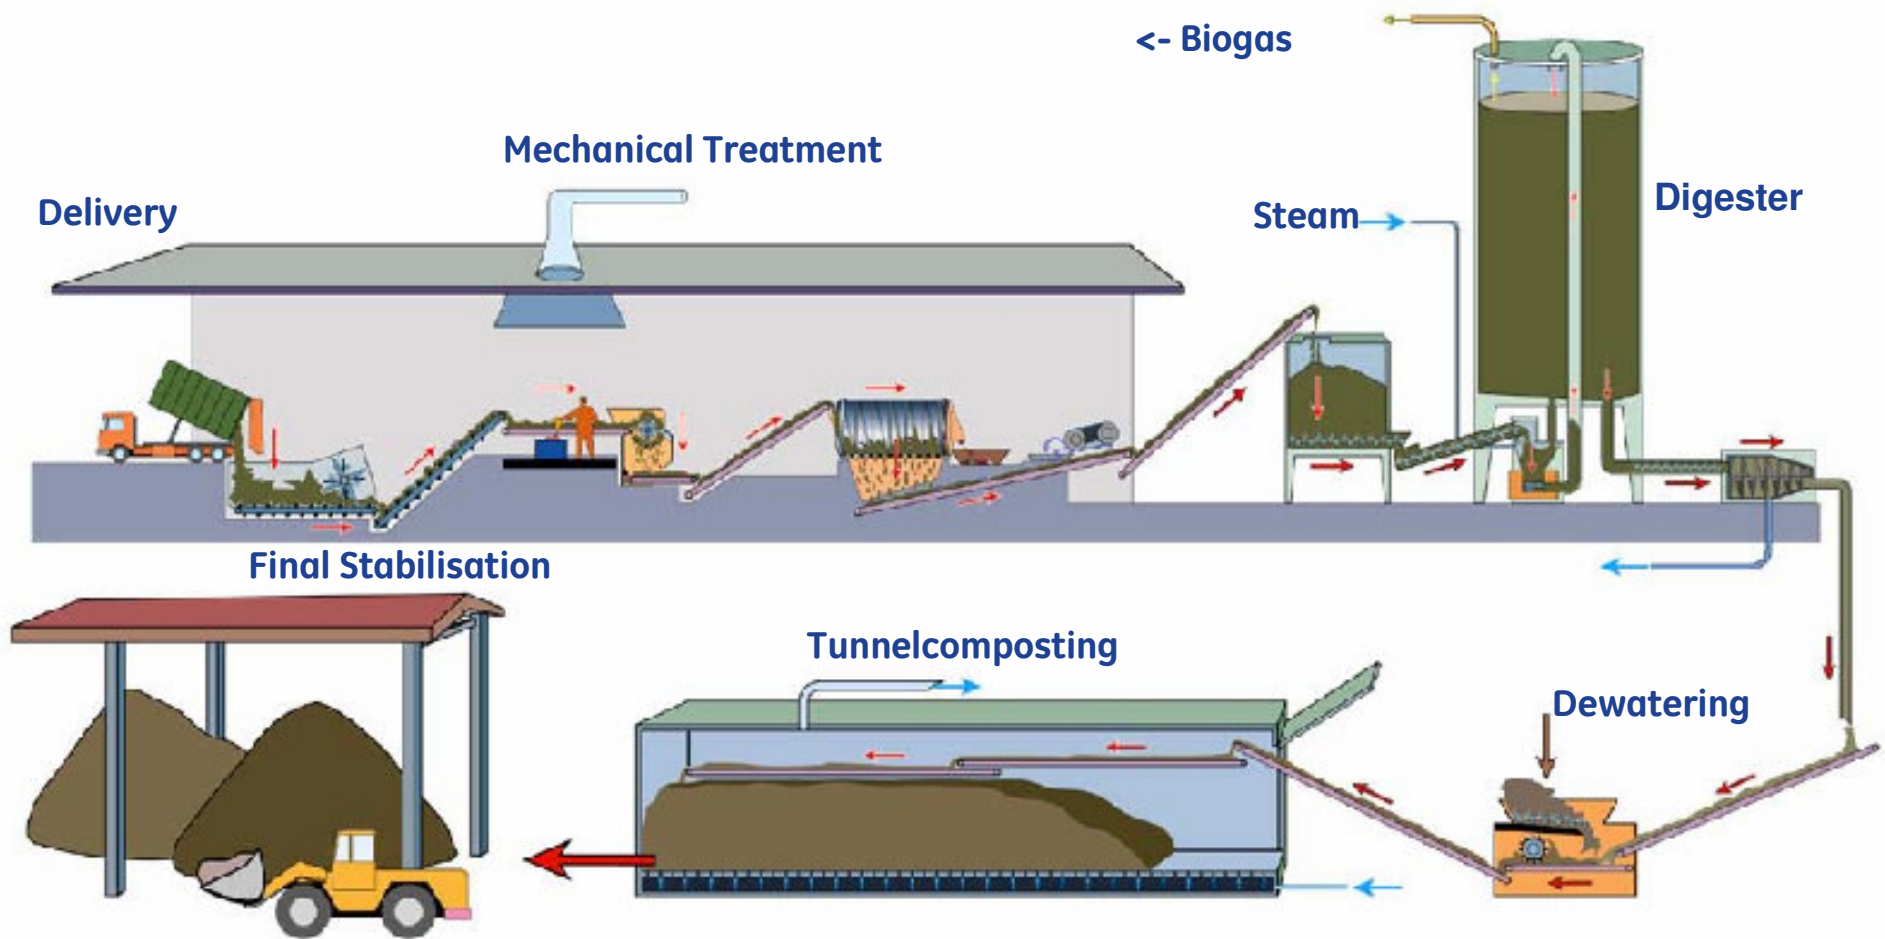 <- Biogas
Mechanical Treatment
Delivery
Steam
Digester
Final Stabilisation
Tunnelcomposting
Dewatering